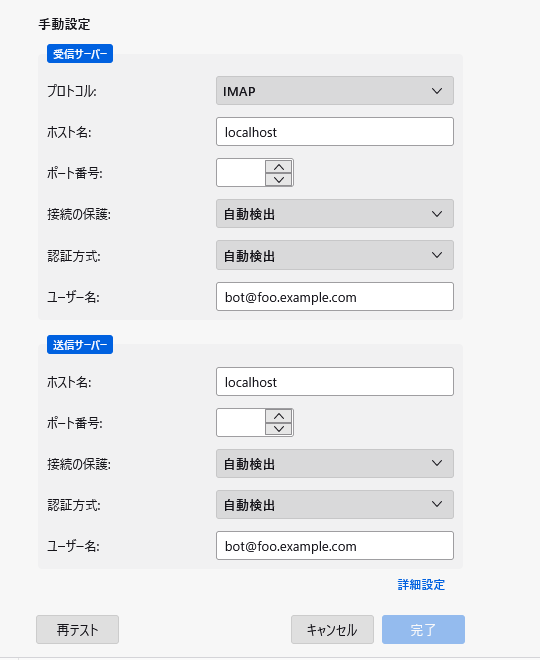 手動設定
受信サーバー
プロトコル: IMAP
ホスト名: localhost
ポート番号:
接続の保護: 自動検出
認証方式: 自動検出
ユーザー名: bot@foo.example.com
送信サーバー
ホスト名: localhost
ポート番号:
接続の保護: 自動検出
認証方式: 自動検出
ユーザー名: bot@foo.example.com
詳細設定
再テスト キャンセル 完了